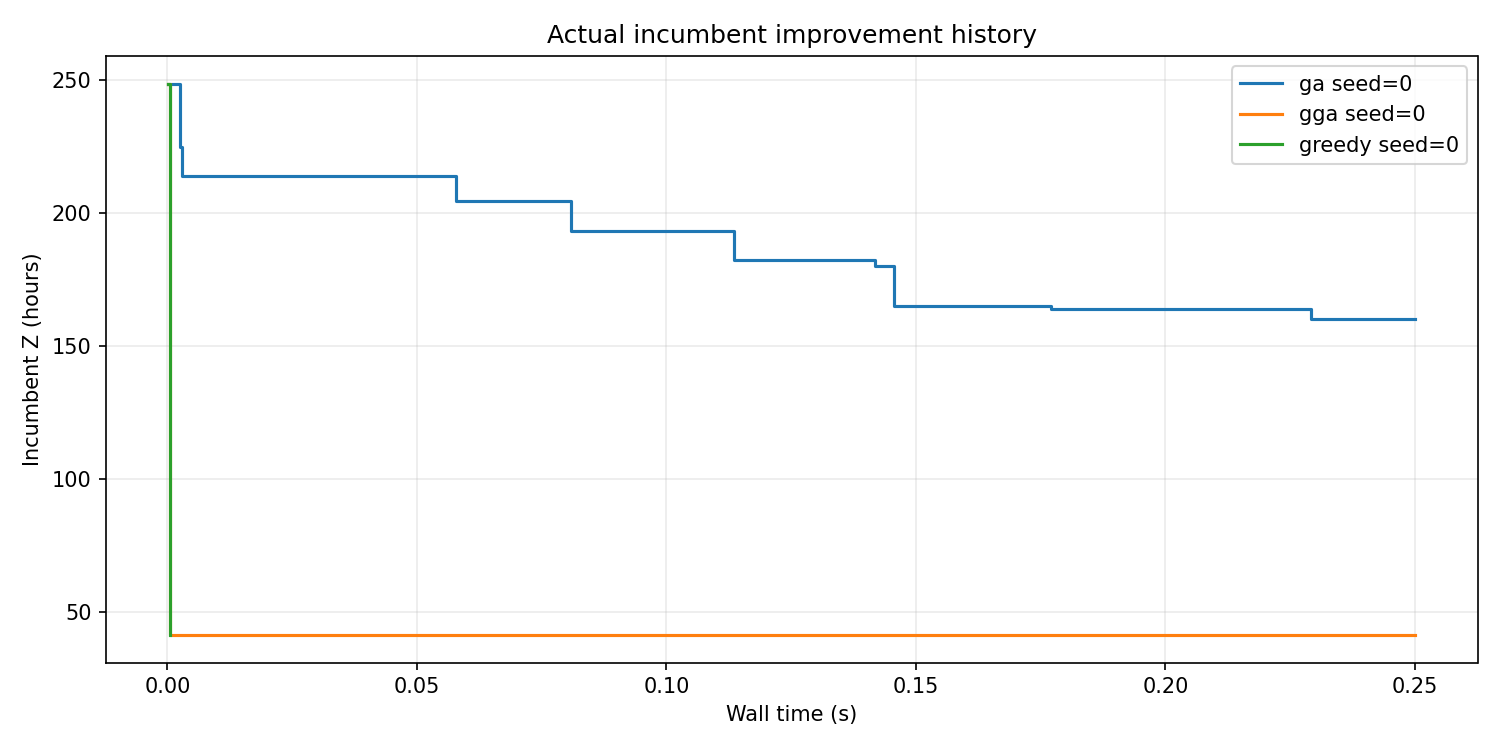 Actual incumbent improvement history
ga seed=0
gga seed=0
greedy seed=0
Incumbent Z (hours)
250
200
150
100
50
0.00 0.05 0.10 0.15 0.20 0.25
Wall time (s)